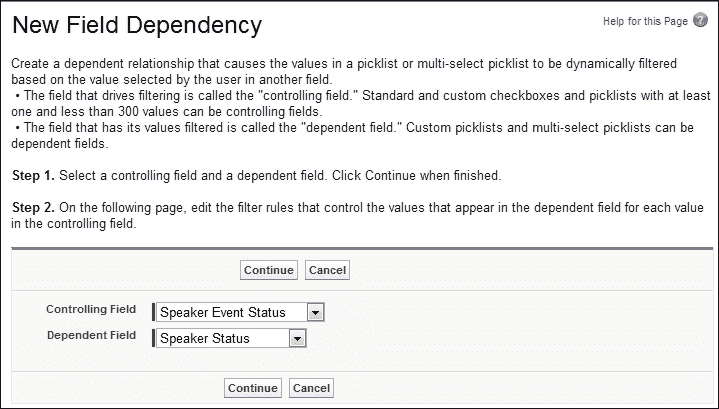 New Field Dependency
Help for this Page ?
Create a dependent relationship that causes the values in a picklist or multi-select picklist to be dynamically filtered
based on the value selected by the user in another field.
• The field that drives filtering is called the "controlling field." Standard and custom checkboxes and picklists with at least
one and less than 300 values can be controlling fields.
• The field that has its values filtered is called the "dependent field." Custom picklists and multi-select picklists can be
dependent fields.
Step 1. Select a controlling field and a dependent field. Click Continue when finished.
Step 2. On the following page, edit the filter rules that control the values that appear in the dependent field for each value
in the controlling field.
Continue Cancel
Controlling Field Speaker Event Status
Dependent Field Speaker Status
Continue Cancel